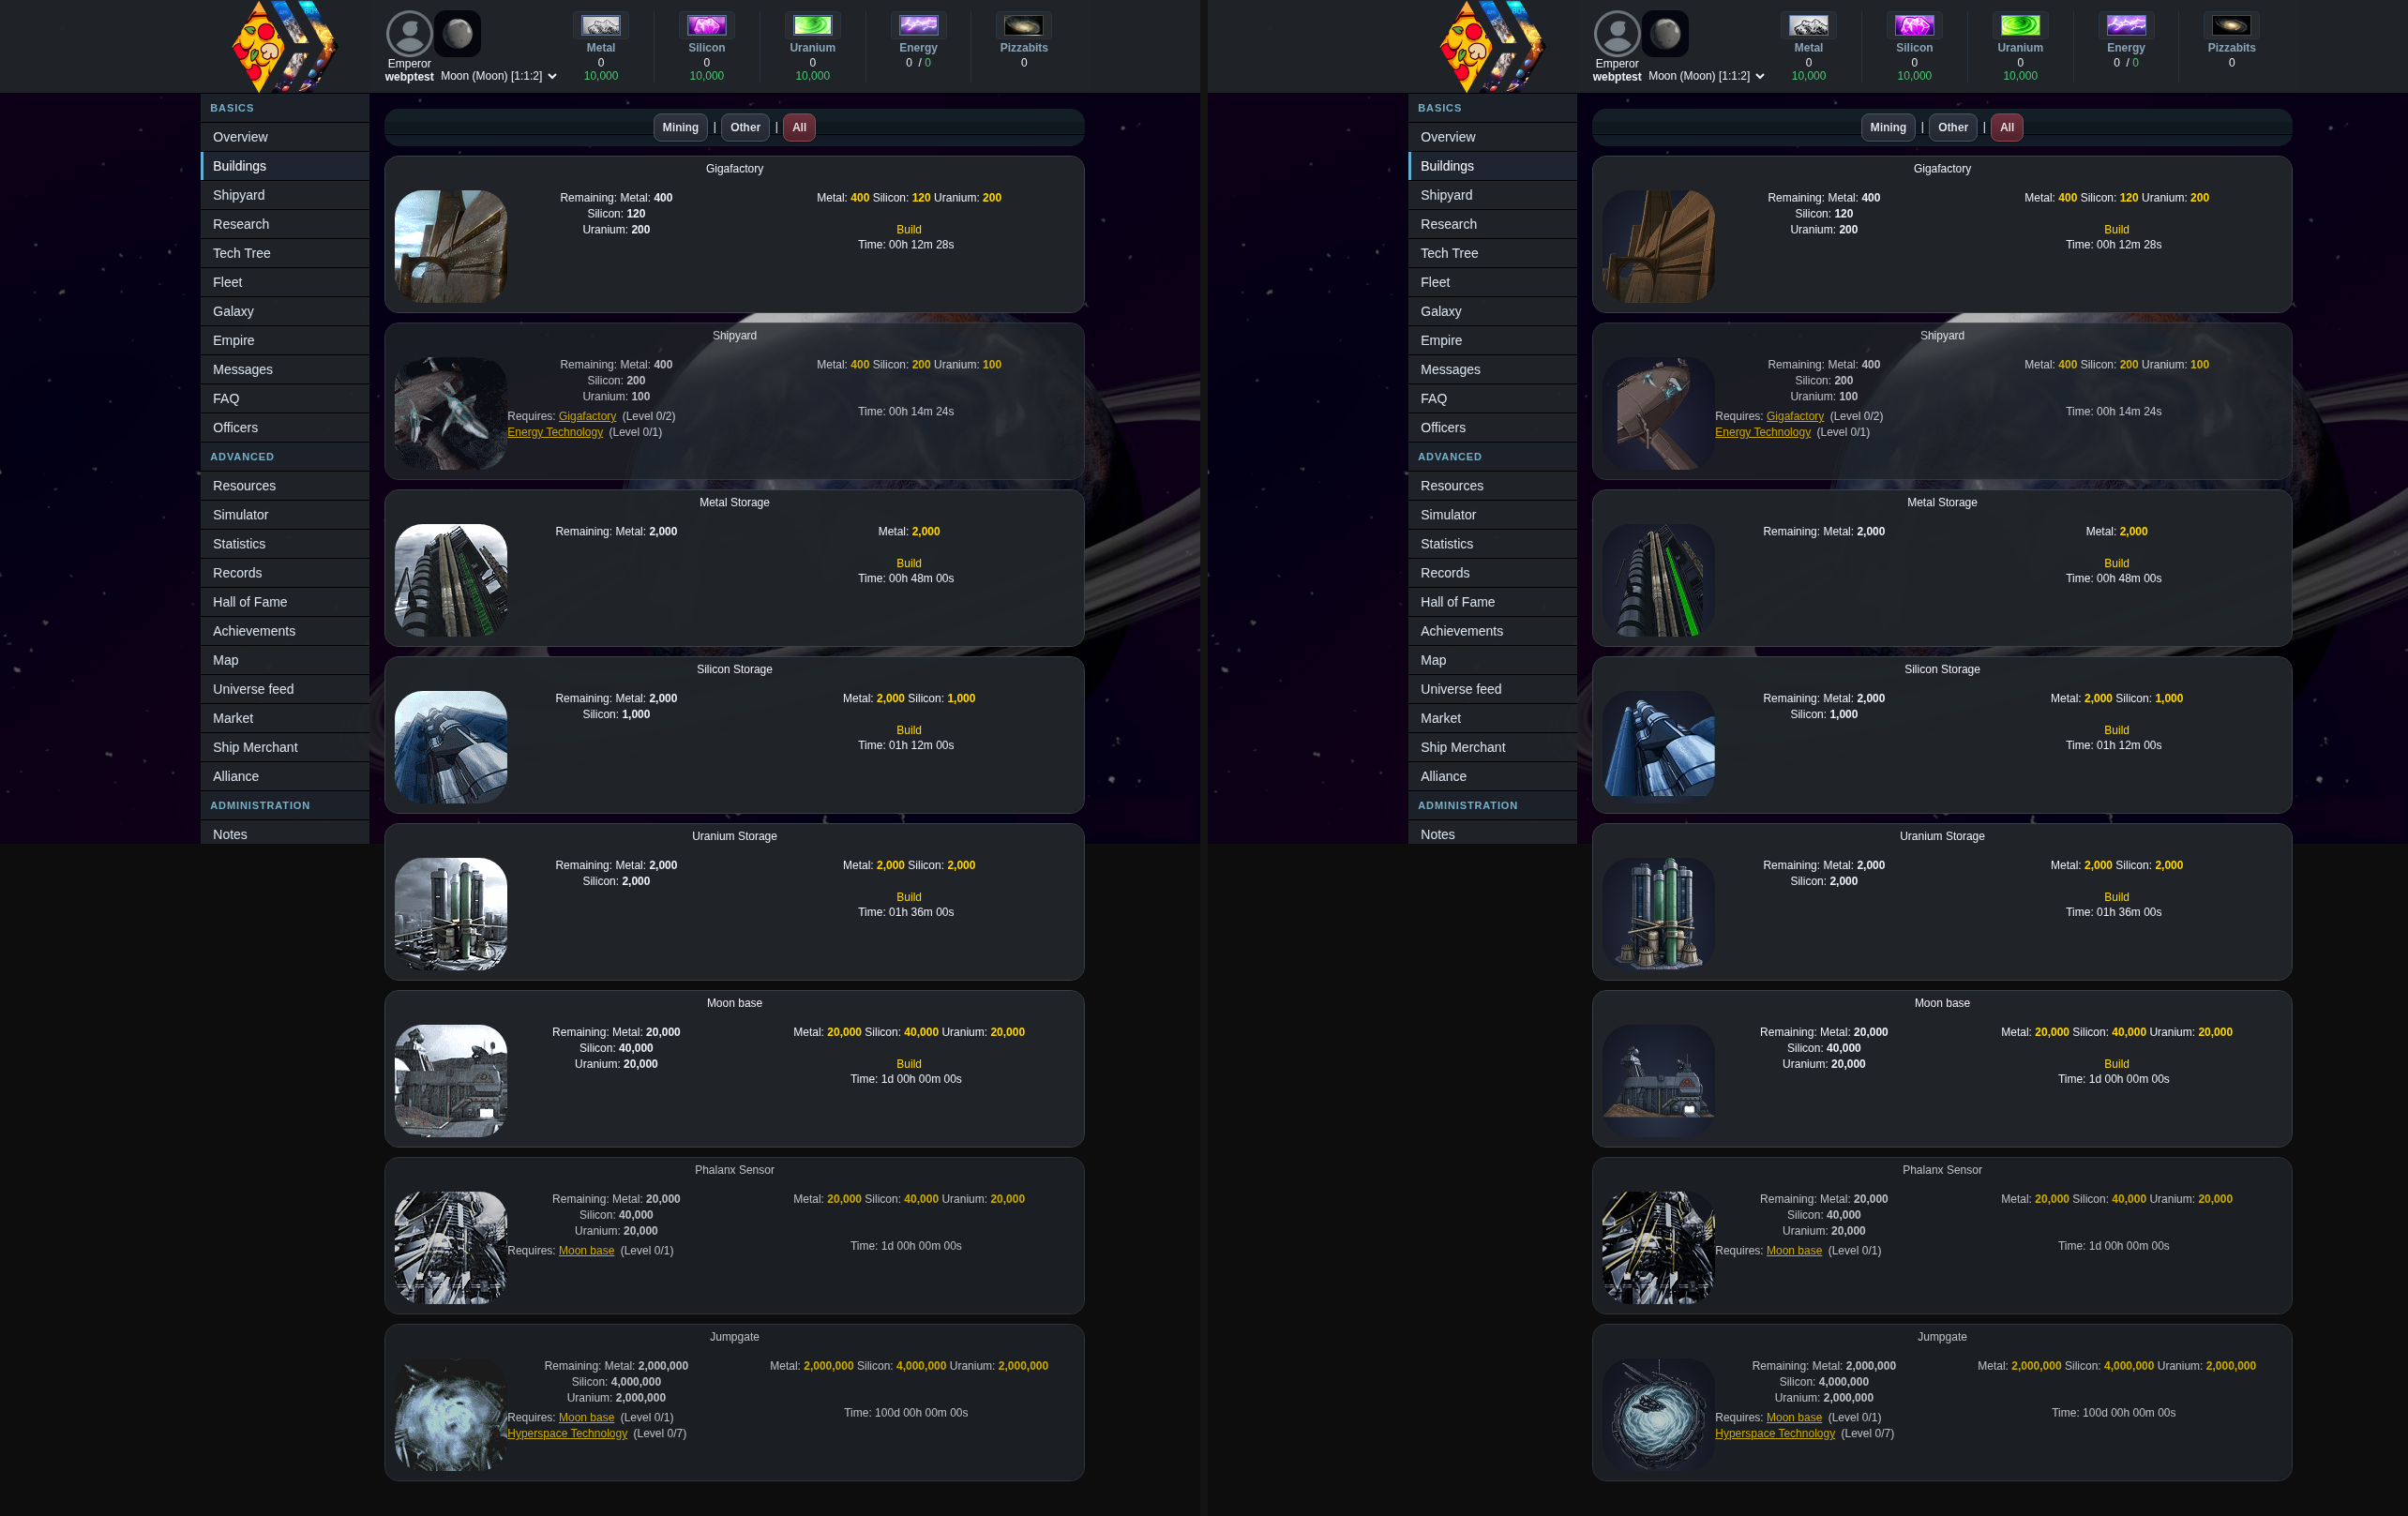 Emperor
webptest
Moon (Moon) [1:1:2]
Metal
0
10,000
Silicon
0
10,000
Uranium
0
10,000
Energy
0 / 0
Pizzabits
0
BASICS
Overview
Buildings
Shipyard
Research
Tech Tree
Fleet
Galaxy
Empire
Messages
FAQ
Officers
ADVANCED
Resources
Simulator
Statistics
Records
Hall of Fame
Achievements
Map
Universe feed
Market
Ship Merchant
Alliance
ADMINISTRATION
Notes
Mining | Other | All
Gigafactory
Remaining: Metal: 400
Silicon: 120
Uranium: 200
Metal: 400 Silicon: 120 Uranium: 200
Build
Time: 00h 12m 28s
Shipyard
Remaining: Metal: 400
Silicon: 200
Uranium: 100
Requires: Gigafactory (Level 0/2)
Energy Technology (Level 0/1)
Metal: 400 Silicon: 200 Uranium: 100
Time: 00h 14m 24s
Metal Storage
Remaining: Metal: 2,000
Metal: 2,000
Build
Time: 00h 48m 00s
Silicon Storage
Remaining: Metal: 2,000
Silicon: 1,000
Metal: 2,000 Silicon: 1,000
Build
Time: 01h 12m 00s
Uranium Storage
Remaining: Metal: 2,000
Silicon: 2,000
Metal: 2,000 Silicon: 2,000
Build
Time: 01h 36m 00s
Moon base
Remaining: Metal: 20,000
Silicon: 40,000
Uranium: 20,000
Metal: 20,000 Silicon: 40,000 Uranium: 20,000
Build
Time: 1d 00h 00m 00s
Phalanx Sensor
Remaining: Metal: 20,000
Silicon: 40,000
Uranium: 20,000
Requires: Moon base (Level 0/1)
Metal: 20,000 Silicon: 40,000 Uranium: 20,000
Time: 1d 00h 00m 00s
Jumpgate
Remaining: Metal: 2,000,000
Silicon: 4,000,000
Uranium: 2,000,000
Requires: Moon base (Level 0/1)
Hyperspace Technology (Level 0/7)
Metal: 2,000,000 Silicon: 4,000,000 Uranium: 2,000,000
Time: 100d 00h 00m 00s
Emperor
webptest
Moon (Moon) [1:1:2]
Metal
0
10,000
Silicon
0
10,000
Uranium
0
10,000
Energy
0 / 0
Pizzabits
0
BASICS
Overview
Buildings
Shipyard
Research
Tech Tree
Fleet
Galaxy
Empire
Messages
FAQ
Officers
ADVANCED
Resources
Simulator
Statistics
Records
Hall of Fame
Achievements
Map
Universe feed
Market
Ship Merchant
Alliance
ADMINISTRATION
Notes
Mining | Other | All
Gigafactory
Remaining: Metal: 400
Silicon: 120
Uranium: 200
Metal: 400 Silicon: 120 Uranium: 200
Build
Time: 00h 12m 28s
Shipyard
Remaining: Metal: 400
Silicon: 200
Uranium: 100
Requires: Gigafactory (Level 0/2)
Energy Technology (Level 0/1)
Metal: 400 Silicon: 200 Uranium: 100
Time: 00h 14m 24s
Metal Storage
Remaining: Metal: 2,000
Metal: 2,000
Build
Time: 00h 48m 00s
Silicon Storage
Remaining: Metal: 2,000
Silicon: 1,000
Metal: 2,000 Silicon: 1,000
Build
Time: 01h 12m 00s
Uranium Storage
Remaining: Metal: 2,000
Silicon: 2,000
Metal: 2,000 Silicon: 2,000
Build
Time: 01h 36m 00s
Moon base
Remaining: Metal: 20,000
Silicon: 40,000
Uranium: 20,000
Metal: 20,000 Silicon: 40,000 Uranium: 20,000
Build
Time: 1d 00h 00m 00s
Phalanx Sensor
Remaining: Metal: 20,000
Silicon: 40,000
Uranium: 20,000
Requires: Moon base (Level 0/1)
Metal: 20,000 Silicon: 40,000 Uranium: 20,000
Time: 1d 00h 00m 00s
Jumpgate
Remaining: Metal: 2,000,000
Silicon: 4,000,000
Uranium: 2,000,000
Requires: Moon base (Level 0/1)
Hyperspace Technology (Level 0/7)
Metal: 2,000,000 Silicon: 4,000,000 Uranium: 2,000,000
Time: 100d 00h 00m 00s